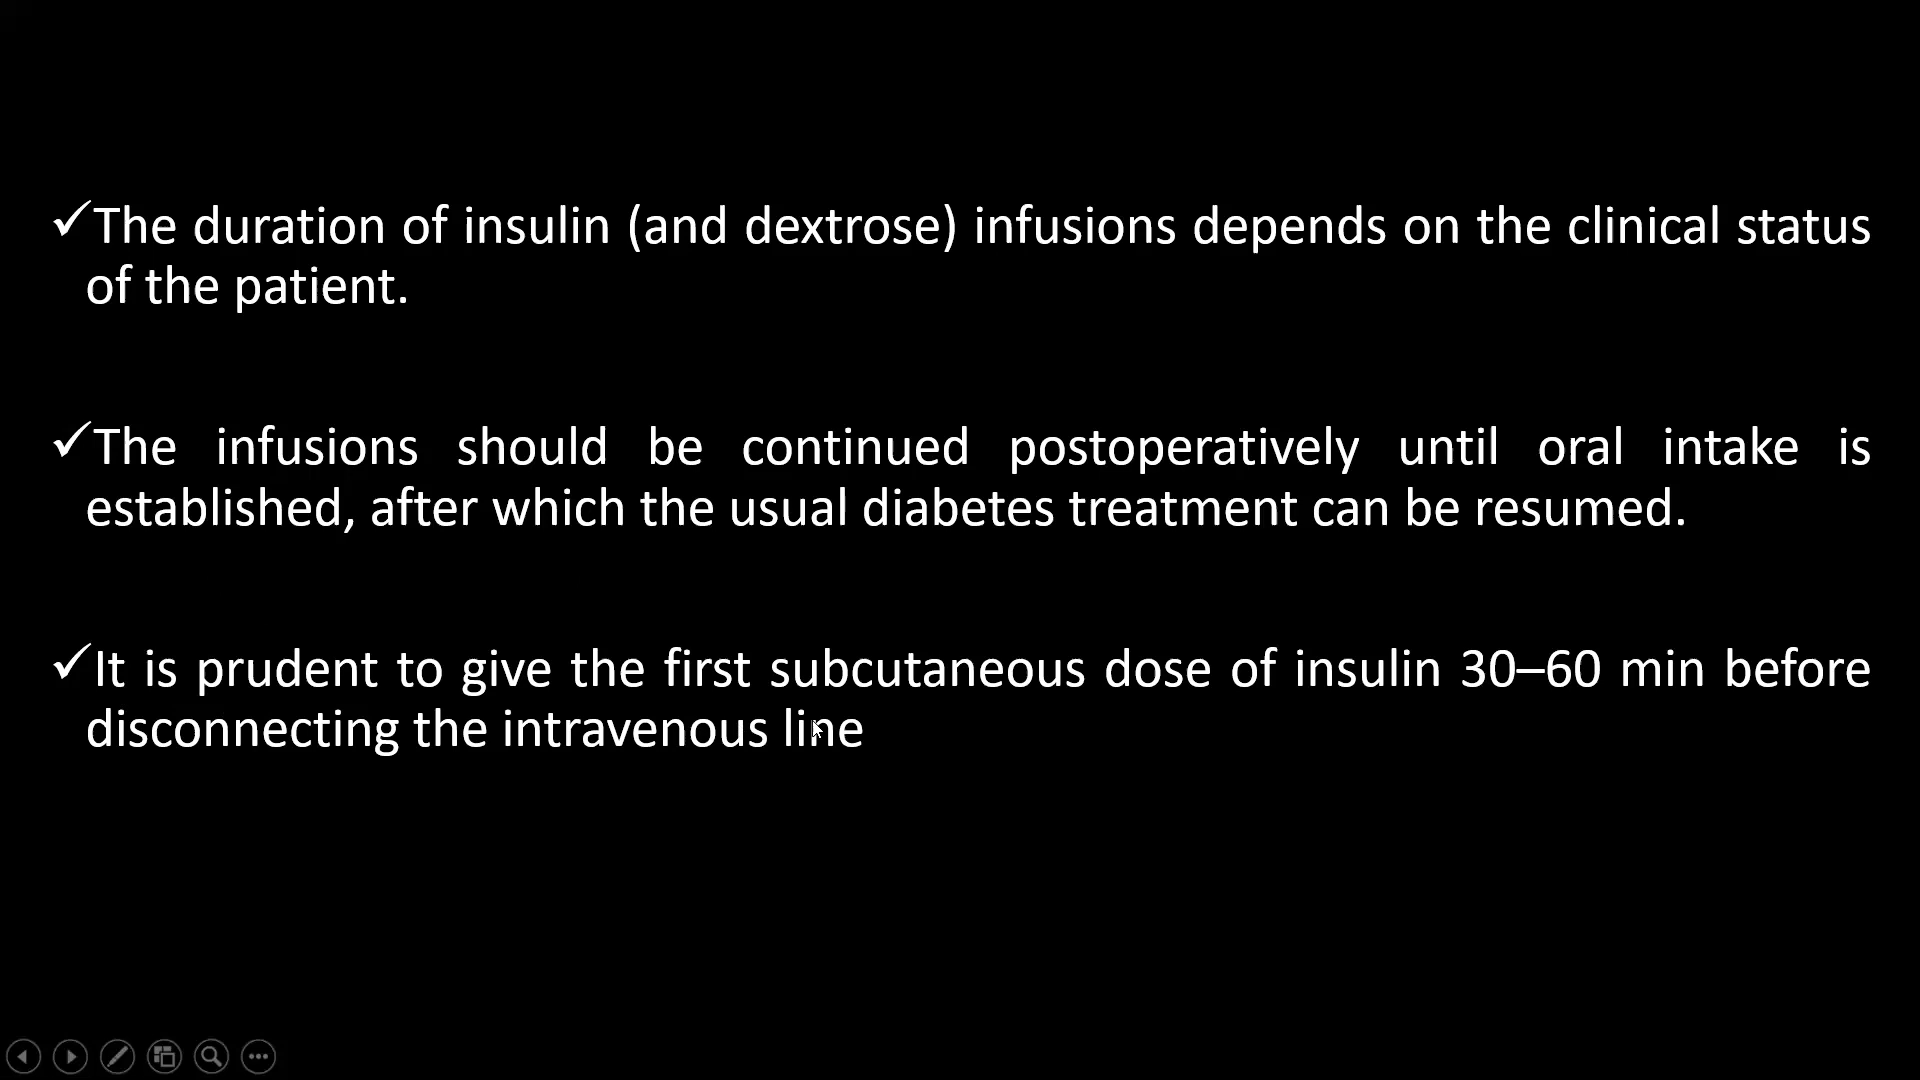 ✓The duration of insulin (and dextrose) infusions depends on the clinical status
of the patient.
✓The infusions should be continued postoperatively until oral intake is
established, after which the usual diabetes treatment can be resumed.
✓It is prudent to give the first subcutaneous dose of insulin 30–60 min before
disconnecting the intravenous line